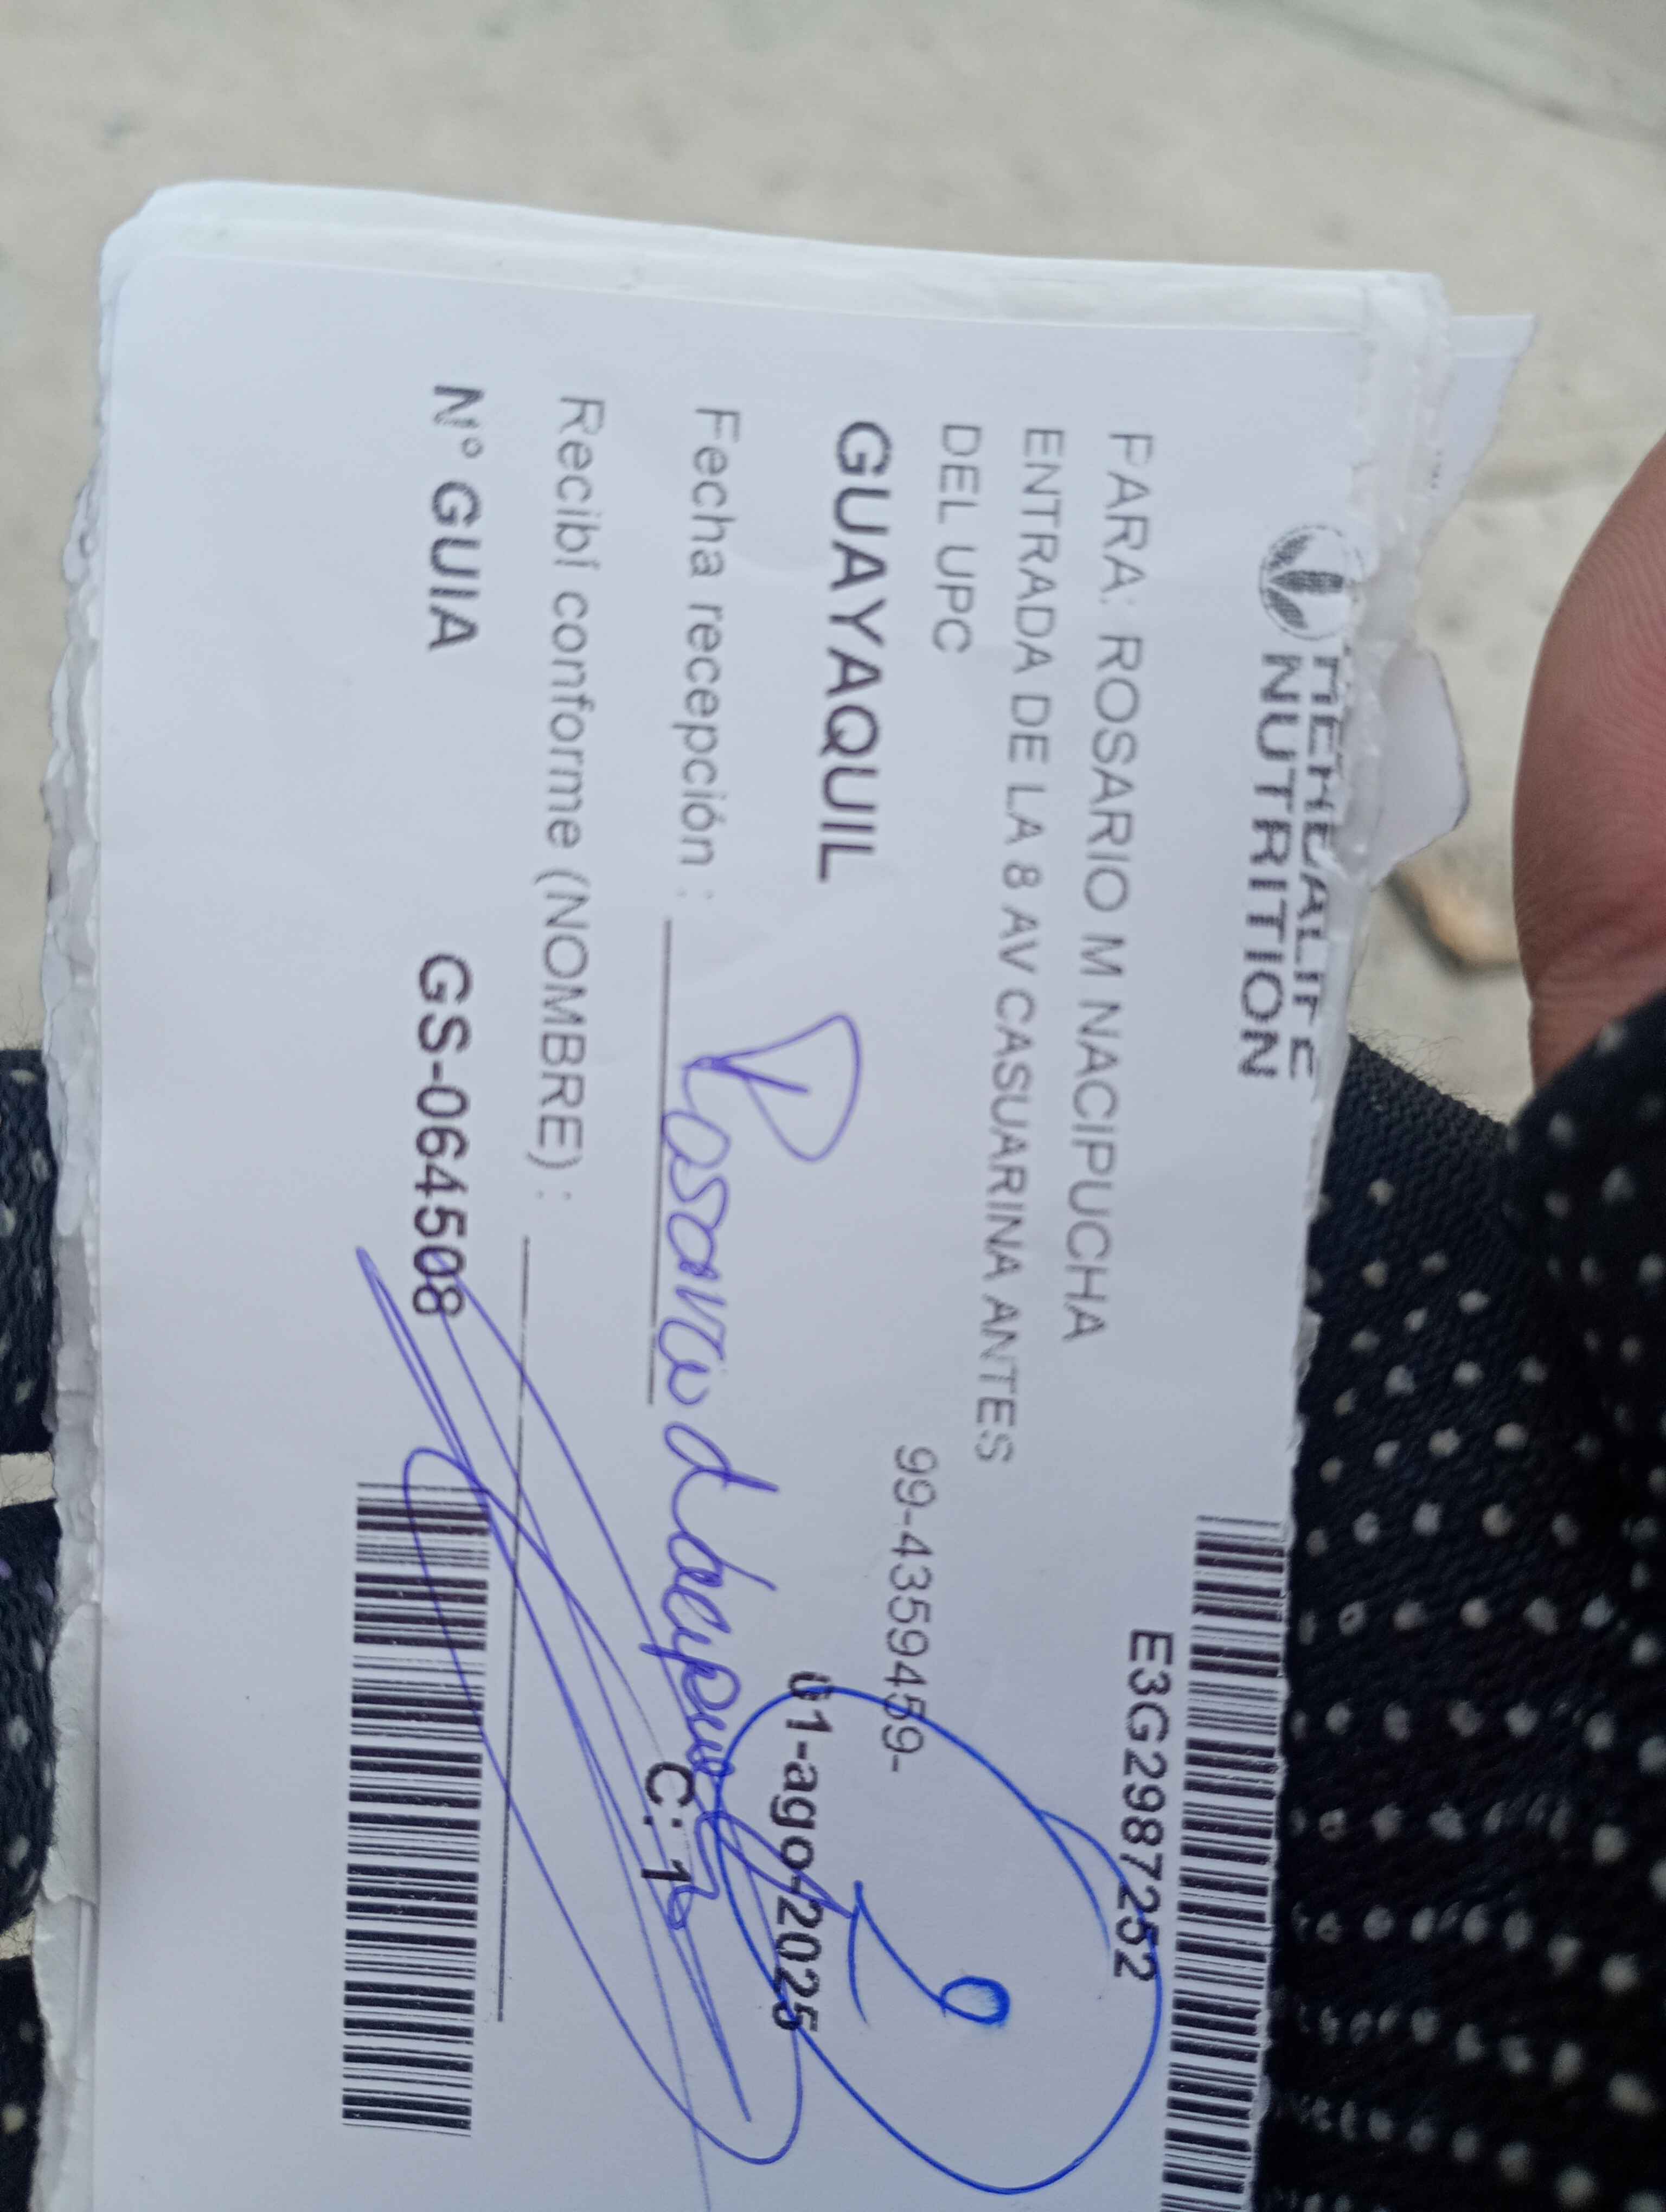 HERBALIFE
NUTRITION
E3G2987252
PARA: ROSARIO M NACIPUCHA
ENTRADA DE LA 8 AV CASUARINA ANTES
DEL UPC
99-4359459-
GUAYAQUIL
01-ago-2025
Fecha recepción :
Rosario
C: 1
Recibí conforme (NOMBRE) :
N° GUIA
GS-064508